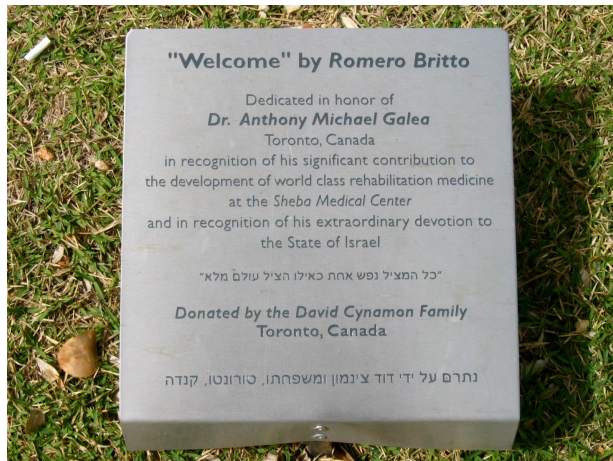 "Welcome" by Romero Britto
Dedicated in honor of
Dr. Anthony Michael Galea
Toronto, Canada
in recognition of his significant contribution to
the development of world class rehabilitation medicine
at the Sheba Medical Center
and in recognition of his extraordinary devotion to
the State of Israel
"כל המציל נפש אחת כאילו הציל עולם מלא"
Donated by the David Cynamon Family
Toronto, Canada
נתרם על ידי דוד צינמון ומשפחתו, טורונטו, קנדה